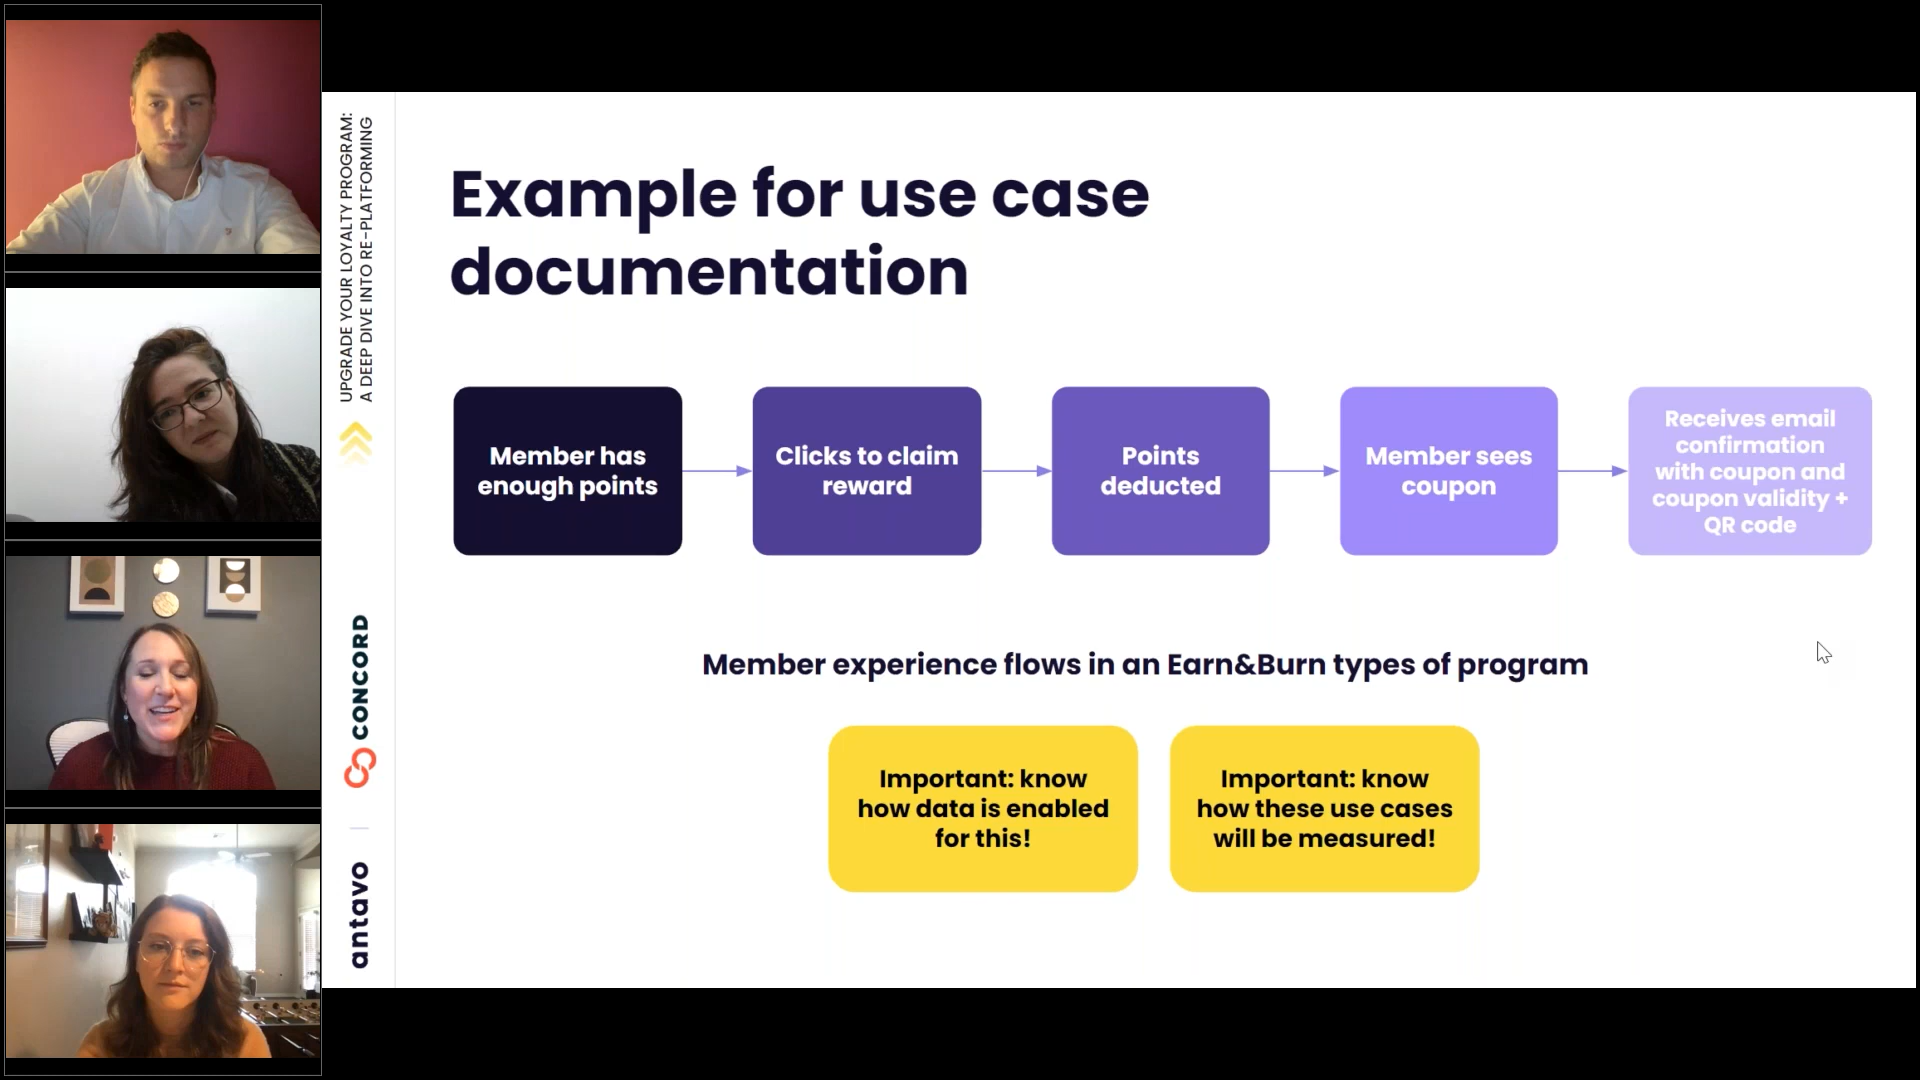 UPGRADE YOUR LOYALTY PROGRAM:
A DEEP DIVE INTO RE-PLATFORMING
CONCORD
antavo
Example for use case
documentation
Member has
enough points
Clicks to claim
reward
Points
deducted
Member sees
coupon
Receives email
confirmation
with coupon and
coupon validity +
QR code
Member experience flows in an Earn&Burn types of program
Important: know
how data is enabled
for this!
Important: know
how these use cases
will be measured!